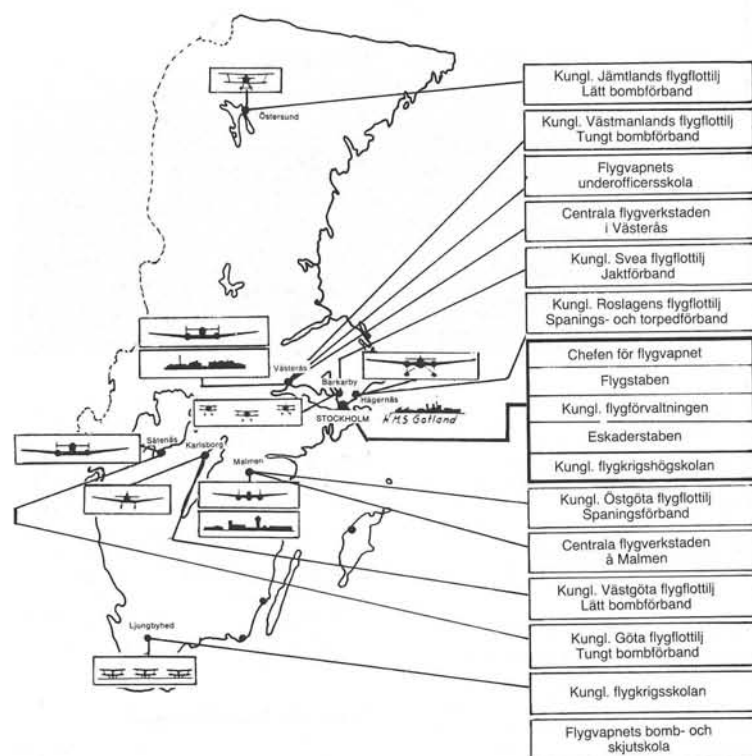 Östersund
Västerås
Barkarby
Hägernäs
STOCKHOLM
HMS Gotland
Såtenäs
Karlsborg
Malmen
Ljungbyhed
Kungl. Jämtlands flygflottilj
Lätt bombförband
Kungl. Västmanlands flygflottilj
Tungt bombförband
Flygvapnets
underofficersskola
Centrala flygverkstaden
i Västerås
Kungl. Svea flygflottilj
Jaktförband
Kungl. Roslagens flygflottilj
Spanings- och torpedförband
Chefen för flygvapnet
Flygstaben
Kungl. flygförvaltningen
Eskaderstaben
Kungl. flygkrigshögskolan
Kungl. Östgöta flygflottilj
Spaningsförband
Centrala flygverkstaden
å Malmen
Kungl. Västgöta flygflottilj
Lätt bombförband
Kungl. Göta flygflottilj
Tungt bombförband
Kungl. flygkrigsskolan
Flygvapnets bomb- och
skjutskola